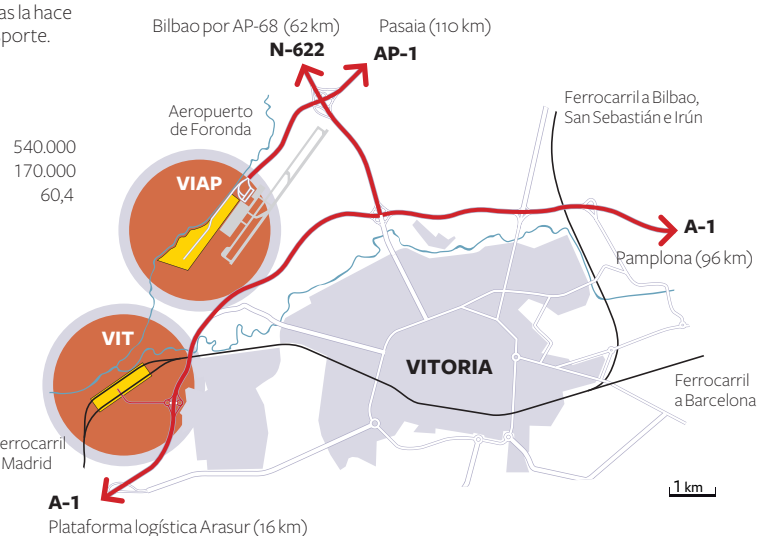 as la hace
sporte.
540.000
170.000
60,4
Bilbao por AP-68 (62 km)
N-622
Pasaia (110 km)
AP-1
Aeropuerto
de Foronda
Ferrocarril a Bilbao,
San Sebastián e Irún
VIAP
A-1
Pamplona (96 km)
VIT
VITORIA
Ferrocarril
a Barcelona
errocarril
Madrid
1 km
A-1
Plataforma logística Arasur (16 km)